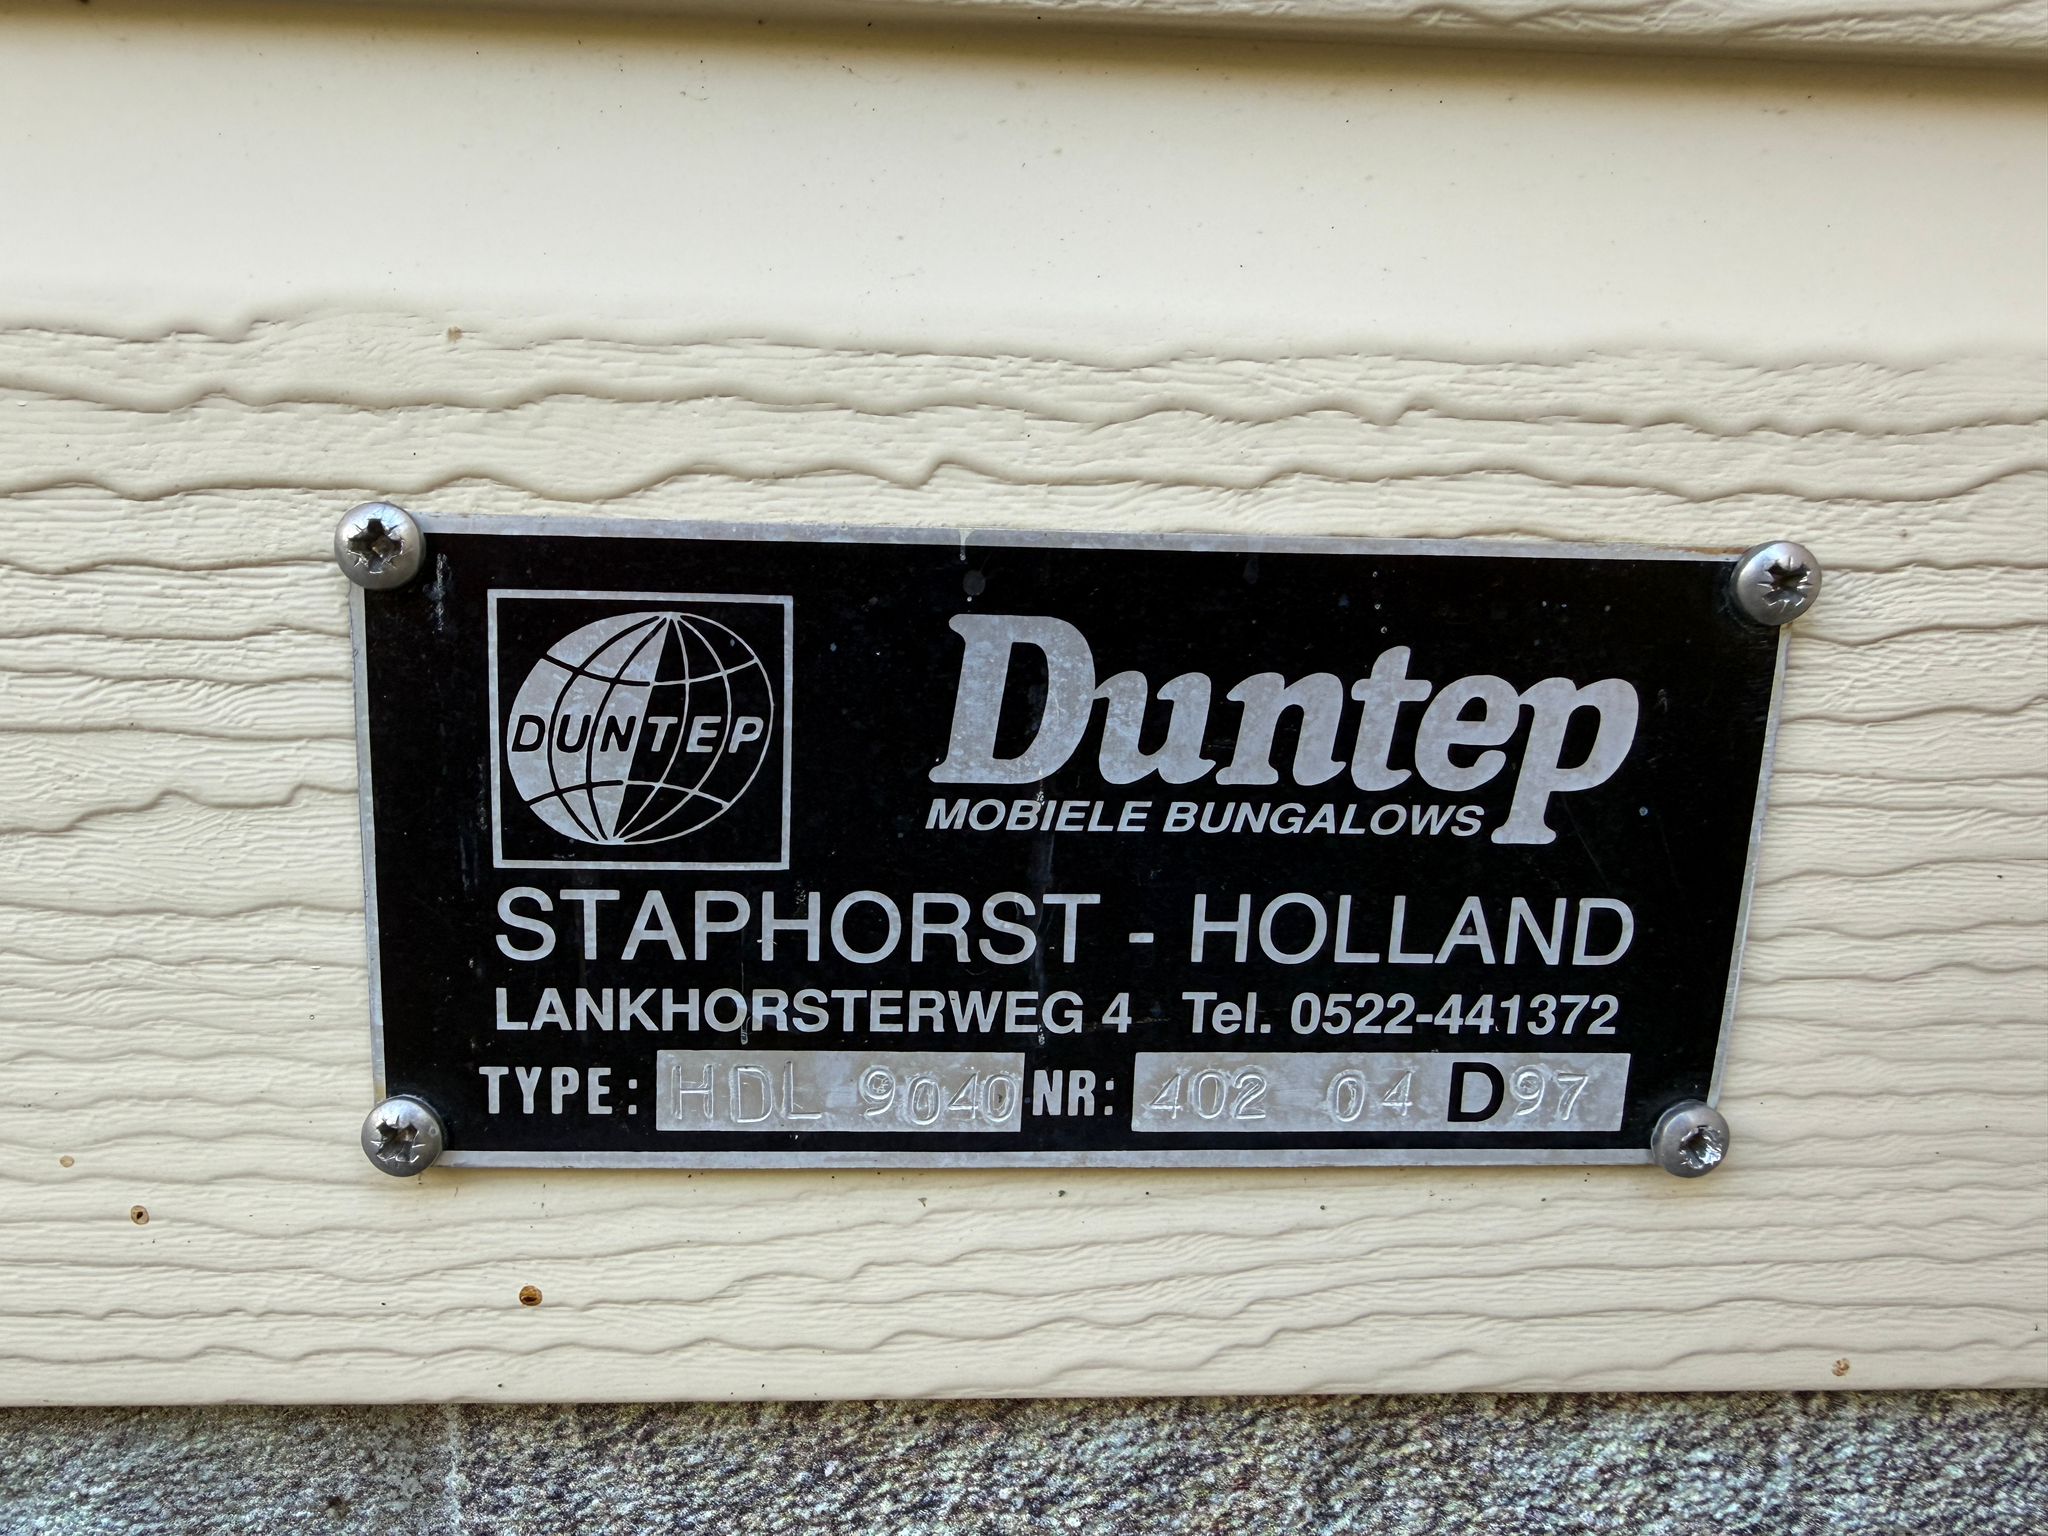 DUNTEP
Duntep
MOBIELE BUNGALOWS
STAPHORST - HOLLAND
LANKHORSTERWEG 4 Tel. 0522-441372
TYPE: HDL 9040 NR: 402 04 D97